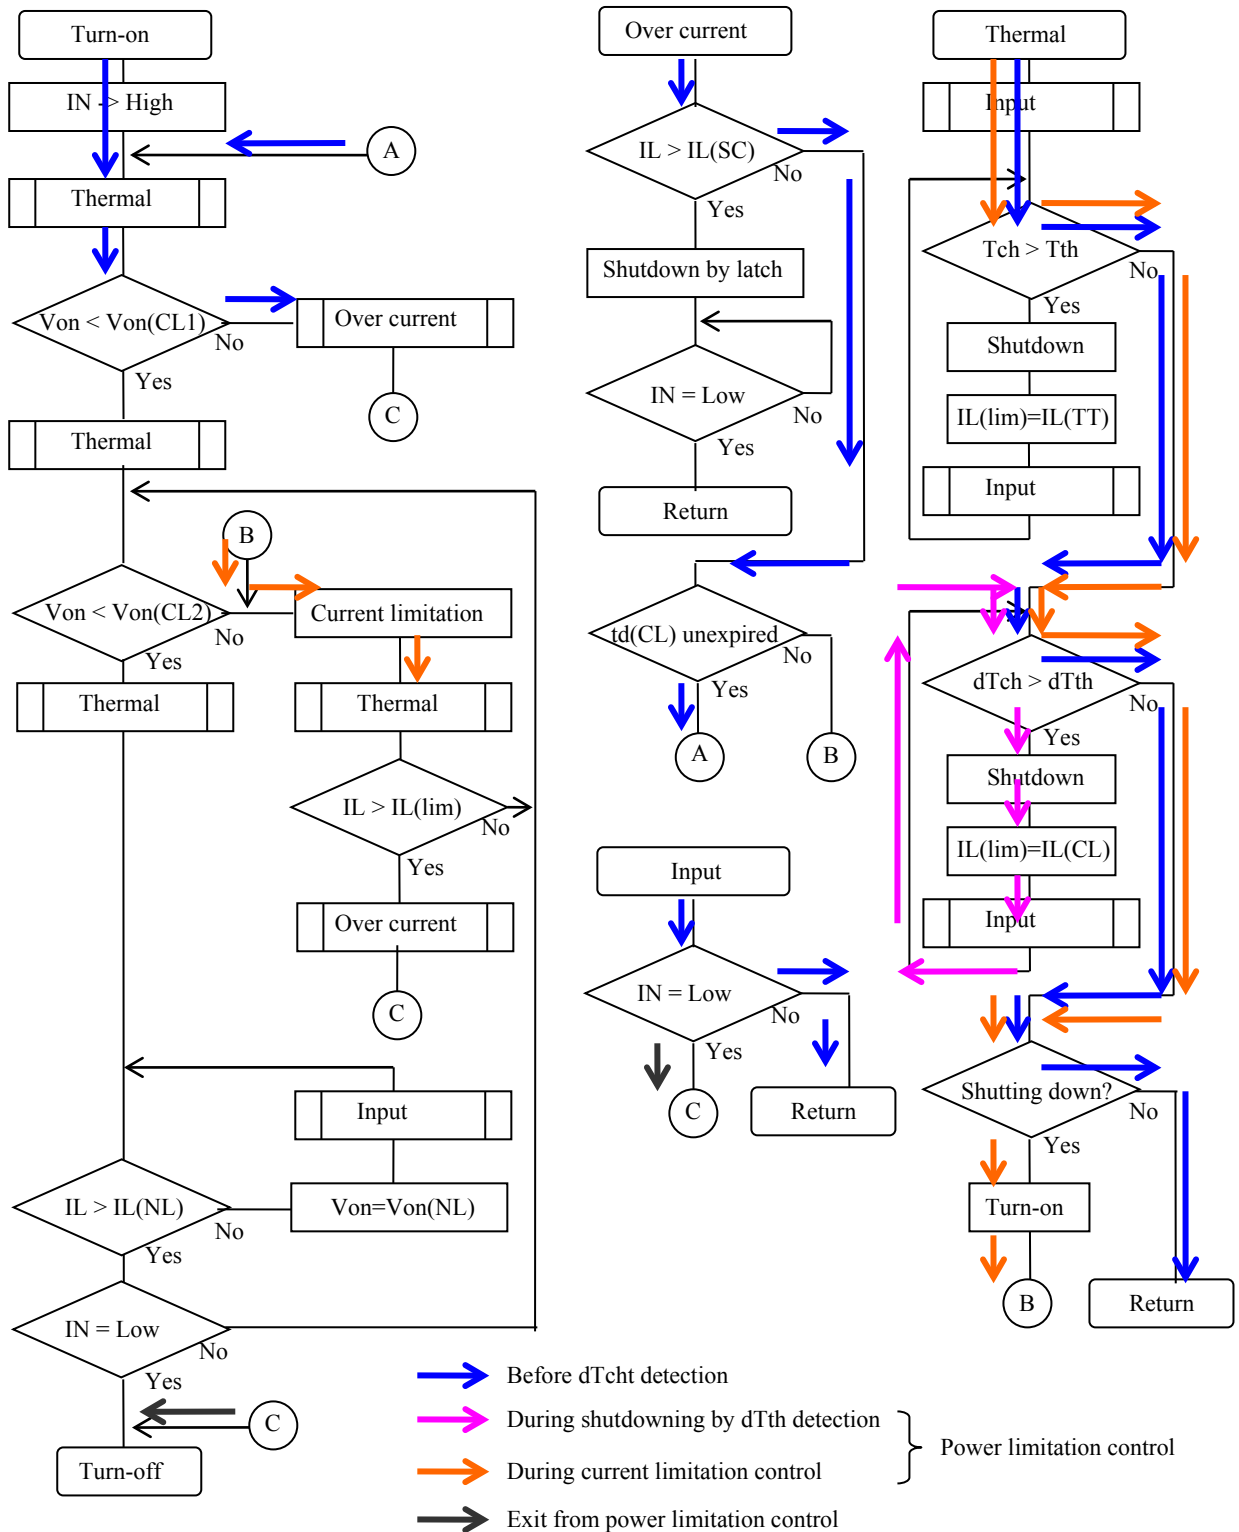 Turn-on
IN -> High
A
Thermal
Von < Von(CL1)
No
Yes
Over current
C
Thermal
B
Von < Von(CL2)
No
Yes
Current limitation
Thermal
Thermal
IL > IL(lim)
No
Yes
Over current
C
Input
IL > IL(NL)
No
Yes
Von=Von(NL)
IN = Low
No
Yes
C
Turn-off
Over current
IL > IL(SC)
No
Yes
Shutdown by latch
IN = Low
No
Yes
Return
td(CL) unexpired
No
Yes
A
B
Input
IN = Low
No
Yes
C
Return
Thermal
Input
Tch > Tth
No
Yes
Shutdown
IL(lim)=IL(TT)
Input
dTch > dTth
No
Yes
Shutdown
IL(lim)=IL(CL)
Input
Shutting down?
No
Yes
Turn-on
B
Return
Before dTcht detection
During shutdowning by dTth detection
Power limitation control
During current limitation control
Exit from power limitation control